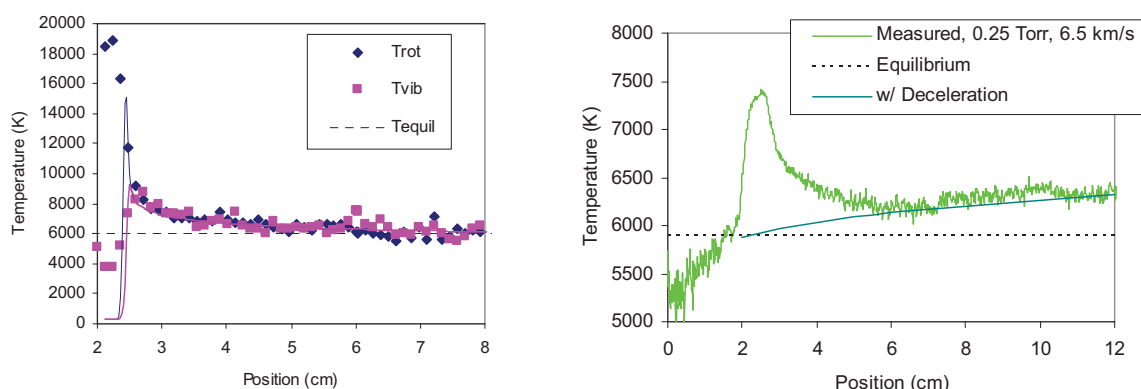 20000
18000
16000
14000
12000
10000
8000
6000
4000
2000
0
Temperature (K)
Trot
Tvib
Tequil
2 3 4 5 6 7 8
Position (cm)
8000
7500
7000
6500
6000
5500
5000
Temperature (K)
Measured, 0.25 Torr, 6.5 km/s
Equilibrium
w/ Deceleration
0 2 4 6 8 10 12
Position (cm)